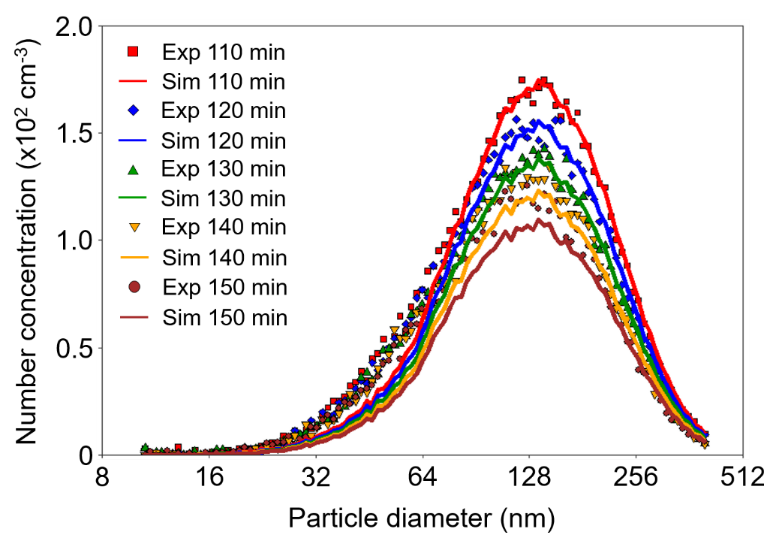 Number concentration (x10² cm⁻³)
2.0
1.5
1.0
0.5
0
Exp 110 min
Sim 110 min
Exp 120 min
Sim 120 min
Exp 130 min
Sim 130 min
Exp 140 min
Sim 140 min
Exp 150 min
Sim 150 min
8 16 32 64 128 256 512
Particle diameter (nm)